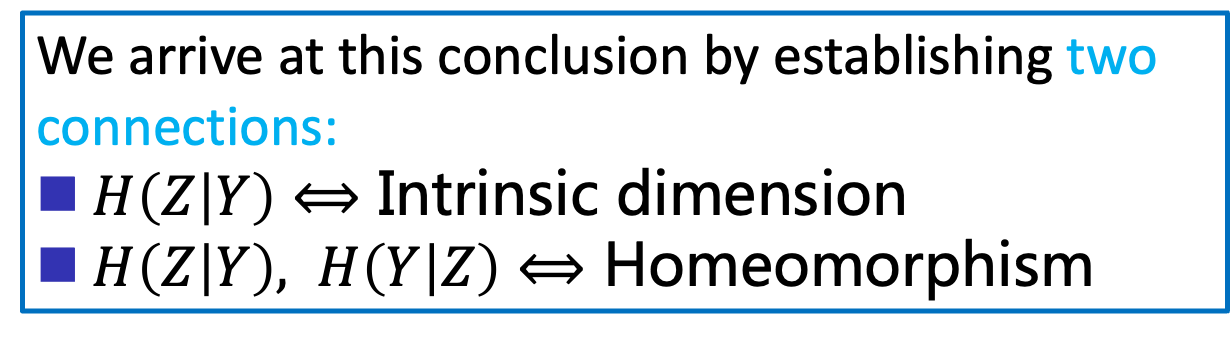 We arrive at this conclusion by establishing two
connections:
■ H(Z|Y) ⟺ Intrinsic dimension
■ H(Z|Y), H(Y|Z) ⟺ Homeomorphism